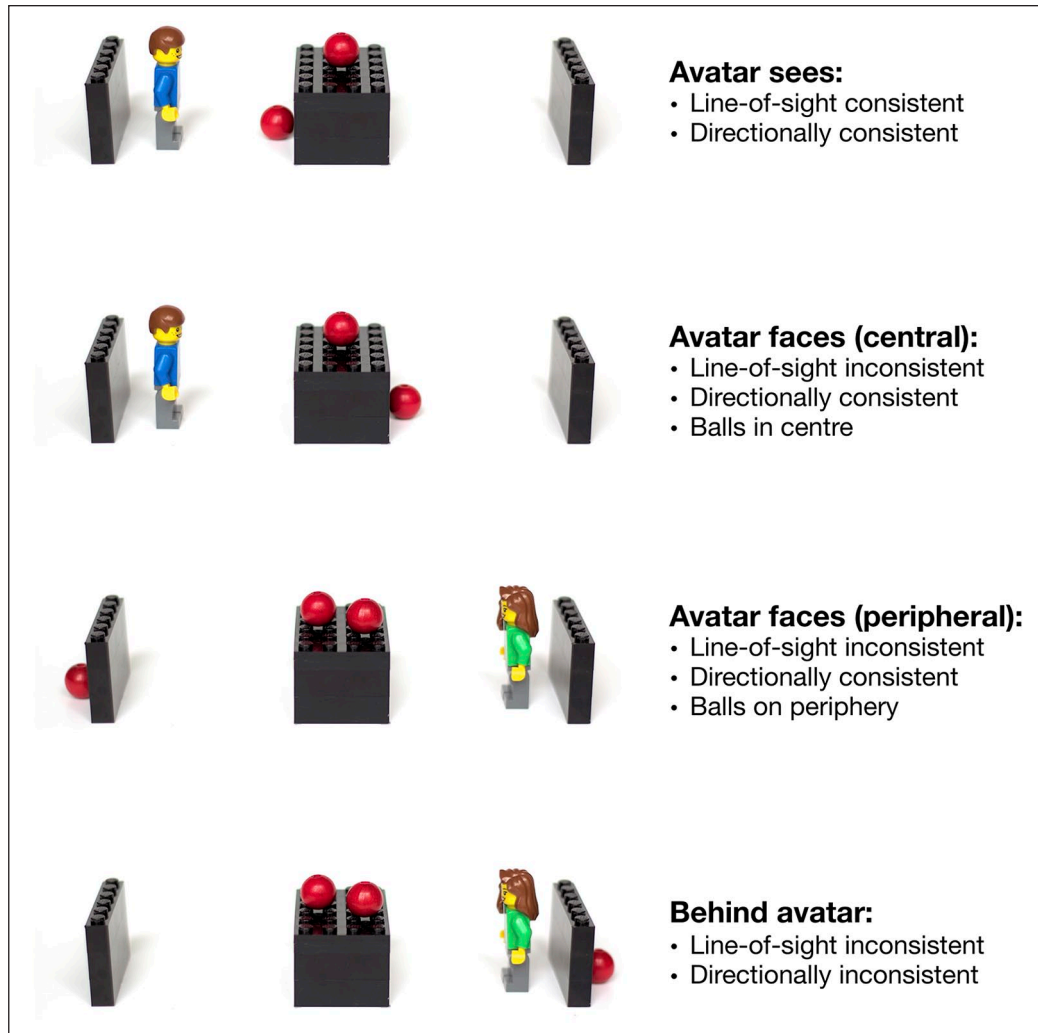 Avatar sees:
• Line-of-sight consistent
• Directionally consistent
Avatar faces (central):
• Line-of-sight inconsistent
• Directionally consistent
• Balls in centre
Avatar faces (peripheral):
• Line-of-sight inconsistent
• Directionally consistent
• Balls on periphery
Behind avatar:
• Line-of-sight inconsistent
• Directionally inconsistent